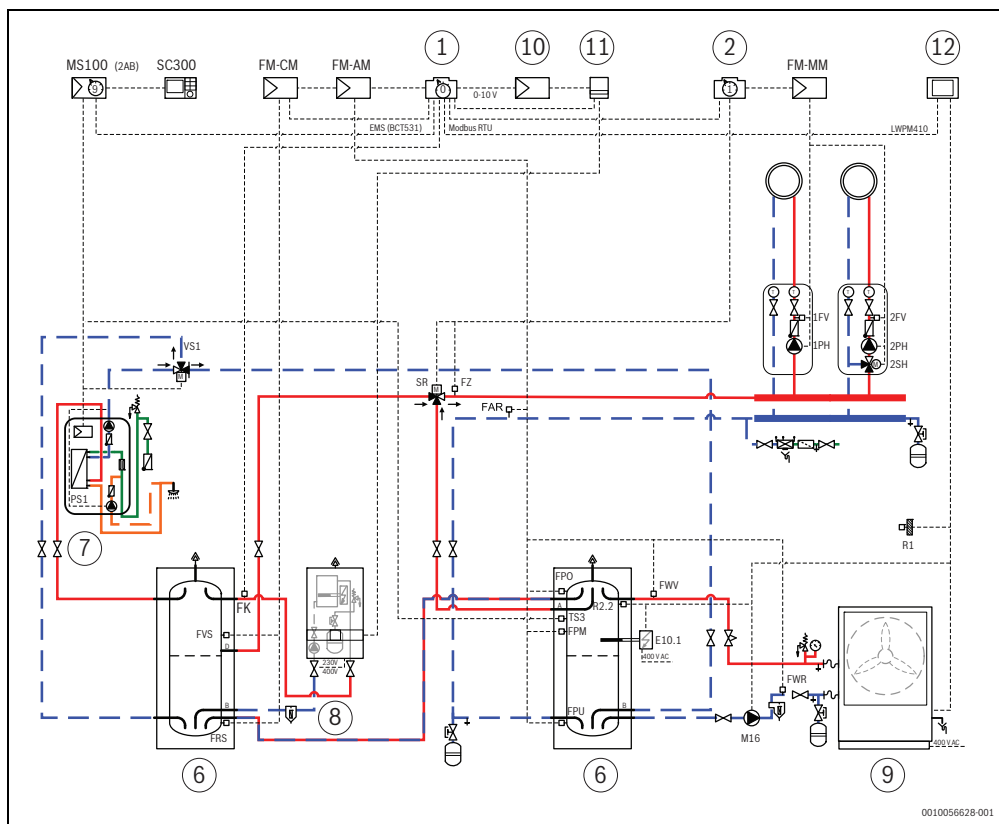 1
10
11
2
12
MS100 (2AB)
SC300
FM-CM
FM-AM
FM-MM
9
0
1
0-10 V
EMS (BCT531)
Modbus RTU
LWPM410
T
T
T
T
1FV
2FV
VS1
1PH
2PH
M
SR
FZ
M
2SH
M
FAR
PS1
R1
7
FPO
FWV
FK
A
R2.2
TS3
FVS
FPM
E10.1
D
400 V AC
230V
400V
FWR
B
8
FPU
B
FRS
M16
400 V AC
6
6
9
0010056628-001